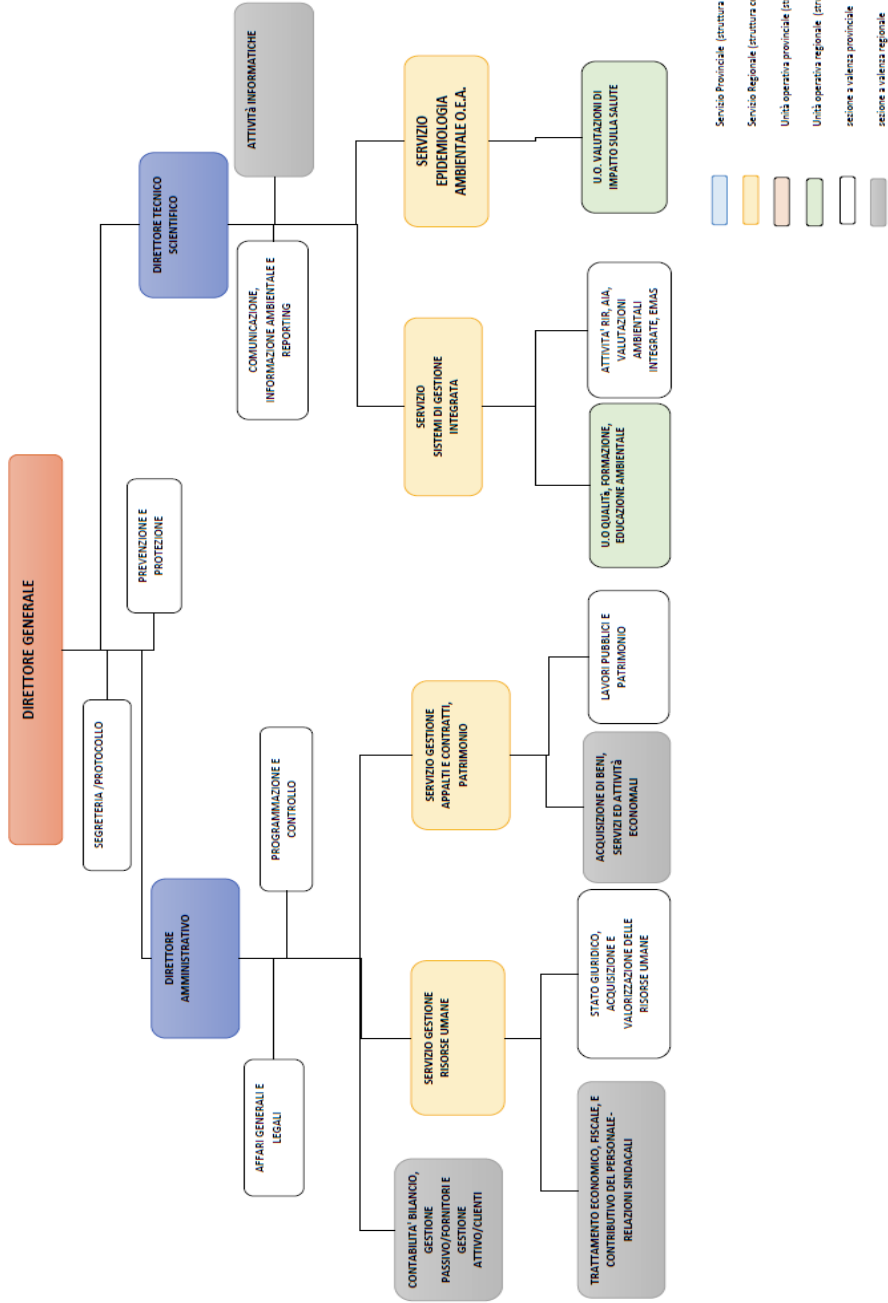 DIRETTORE GENERALE
SEGRETERIA /PROTOCOLLO
PREVENZIONE E
PROTEZIONE
DIRETTORE
AMMINISTRATIVO
DIRETTORE TECNICO
SCIENTIFICO
AFFARI GENERALI E
LEGALI
PROGRAMMAZIONE E
CONTROLLO
COMUNICAZIONE,
INFORMAZIONE AMBIENTALE E
REPORTING
ATTIVITà INFORMATICHE
CONTABILITA' BILANCIO,
GESTIONE
PASSIVO/FORNITORI E
GESTIONE
ATTIVO/CLIENTI
SERVIZIO GESTIONE
RISORSE UMANE
SERVIZIO GESTIONE
APPALTI E CONTRATTI,
PATRIMONIO
SERVIZIO
SISTEMI DI GESTIONE
INTEGRATA
SERVIZIO
EPIDEMIOLOGIA
AMBIENTALE O.E.A.
TRATTAMENTO ECONOMICO, FISCALE, E
CONTRIBUTIVO DEL PERSONALE-
RELAZIONI SINDACALI
STATO GIURIDICO,
ACQUISIZIONE E
VALORIZZAZIONE DELLE
RISORSE UMANE
ACQUISIZIONE DI BENI,
SERVIZI ED ATTIVITà
ECONOMALI
LAVORI PUBBLICI E
PATRIMONIO
U.O QUALITà, FORMAZIONE,
EDUCAZIONE AMBIENTALE
ATTIVITA' RIR, AIA,
VALUTAZIONI
AMBIENTALI
INTEGRATE, EMAS
U.O. VALUTAZIONI DI
IMPATTO SULLA SALUTE
Servizio Provinciale (struttura
Servizio Regionale (struttura
Unità operativa provinciale
Unità operativa regionale
sezione a valenza provinciale
sezione a valenza regionale